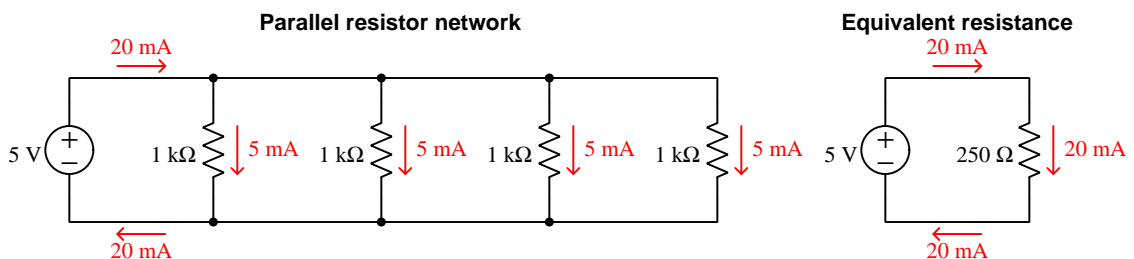 Parallel resistor network
20 mA
5 V
+
−
1 kΩ
5 mA
1 kΩ
5 mA
1 kΩ
5 mA
1 kΩ
5 mA
20 mA
Equivalent resistance
20 mA
5 V
+
−
250 Ω
20 mA
20 mA